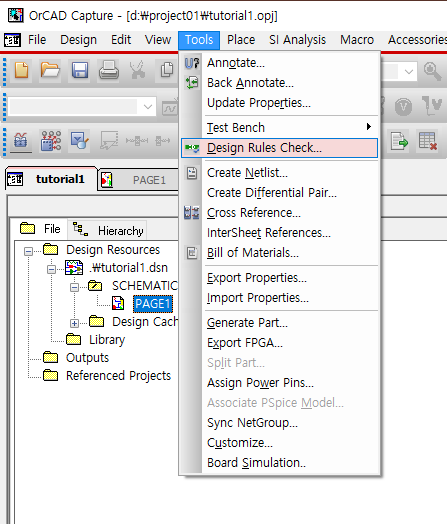 OrCAD Capture - [d:₩project01₩tutorial1.opj]
File Design Edit View Tools Place SI Analysis Macro Accessories
Annotate...
Back Annotate...
Update Properties...
Test Bench
Design Rules Check...
Create Netlist...
Create Differential Pair...
Cross Reference...
InterSheet References...
Bill of Materials...
Export Properties...
Import Properties...
Generate Part...
Export FPGA...
Split Part...
Assign Power Pins...
Associate PSpice Model...
Sync NetGroup...
Customize...
Board Simulation..
tutorial1 PAGE1
File Hierarchy
Design Resources
.₩tutorial1.dsn
SCHEMATIC
PAGE1
Design Cach
Library
Outputs
Referenced Projects